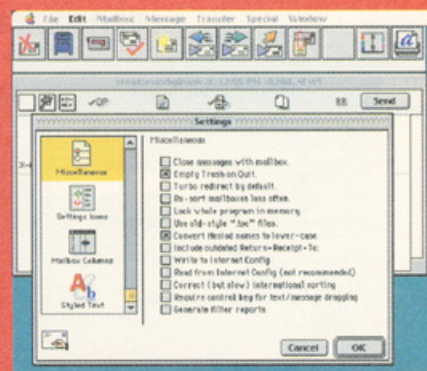 File Edit Mailbox Message Transfer Special Window
QP
RR Send
Settings
Miscellaneous
Miscellaneous
Close messages with mailbox.
Empty Trash on Quit.
Turbo redirect by default.
Re-sort mailboxes less often.
Lock whole program in memory.
Use old-style ".toc" files.
Convert Hesiod names to lower-case
Include outdated Return-Receipt-To:
Write to Internet Config
Read from Internet Config (not recommended)
Correct (but slow) international sorting
Require control key for text/message dragging
Generate filter reports
Settings Icons
Mailbox Columns
Styled Text
Cancel OK